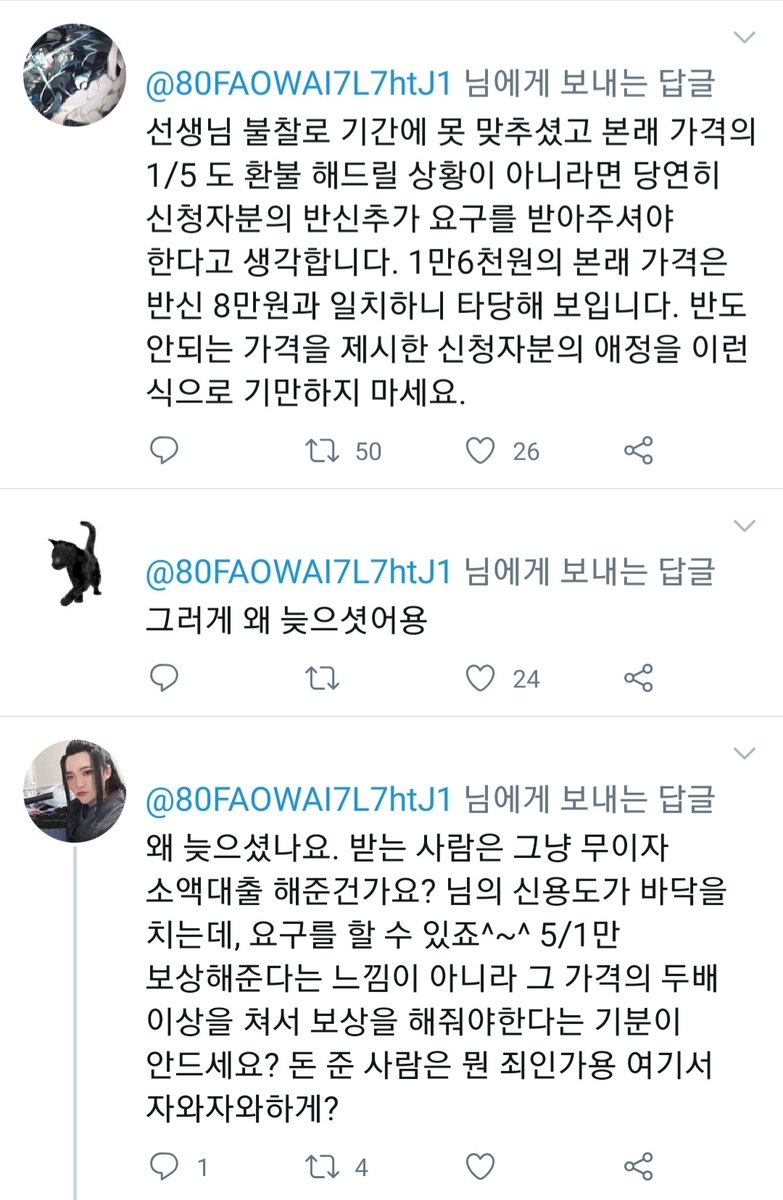 @80FAOWAI7L7htJ1 님에게 보내는 답글
선생님 불찰로 기간에 못 맞추셨고 본래 가격의
1/5 도 환불 해드릴 상황이 아니라면 당연히
신청자분의 반신추가 요구를 받아주셔야
한다고 생각합니다. 1만6천원의 본래 가격은
반신 8만원과 일치하니 타당해 보입니다. 반도
안되는 가격을 제시한 신청자분의 애정을 이런
식으로 기만하지 마세요.
50 26
@80FAOWAI7L7htJ1 님에게 보내는 답글
그러게 왜 늦으셧어용
24
@80FAOWAI7L7htJ1 님에게 보내는 답글
왜 늦으셨나요. 받는 사람은 그냥 무이자
소액대출 해준건가요? 님의 신용도가 바닥을
치는데, 요구를 할 수 있죠^~^ 5/1만
보상해준다는 느낌이 아니라 그 가격의 두배
이상을 쳐서 보상을 해줘야한다는 기분이
안드세요? 돈 준 사람은 뭔 죄인가용 여기서
자와자와하게?
1 4